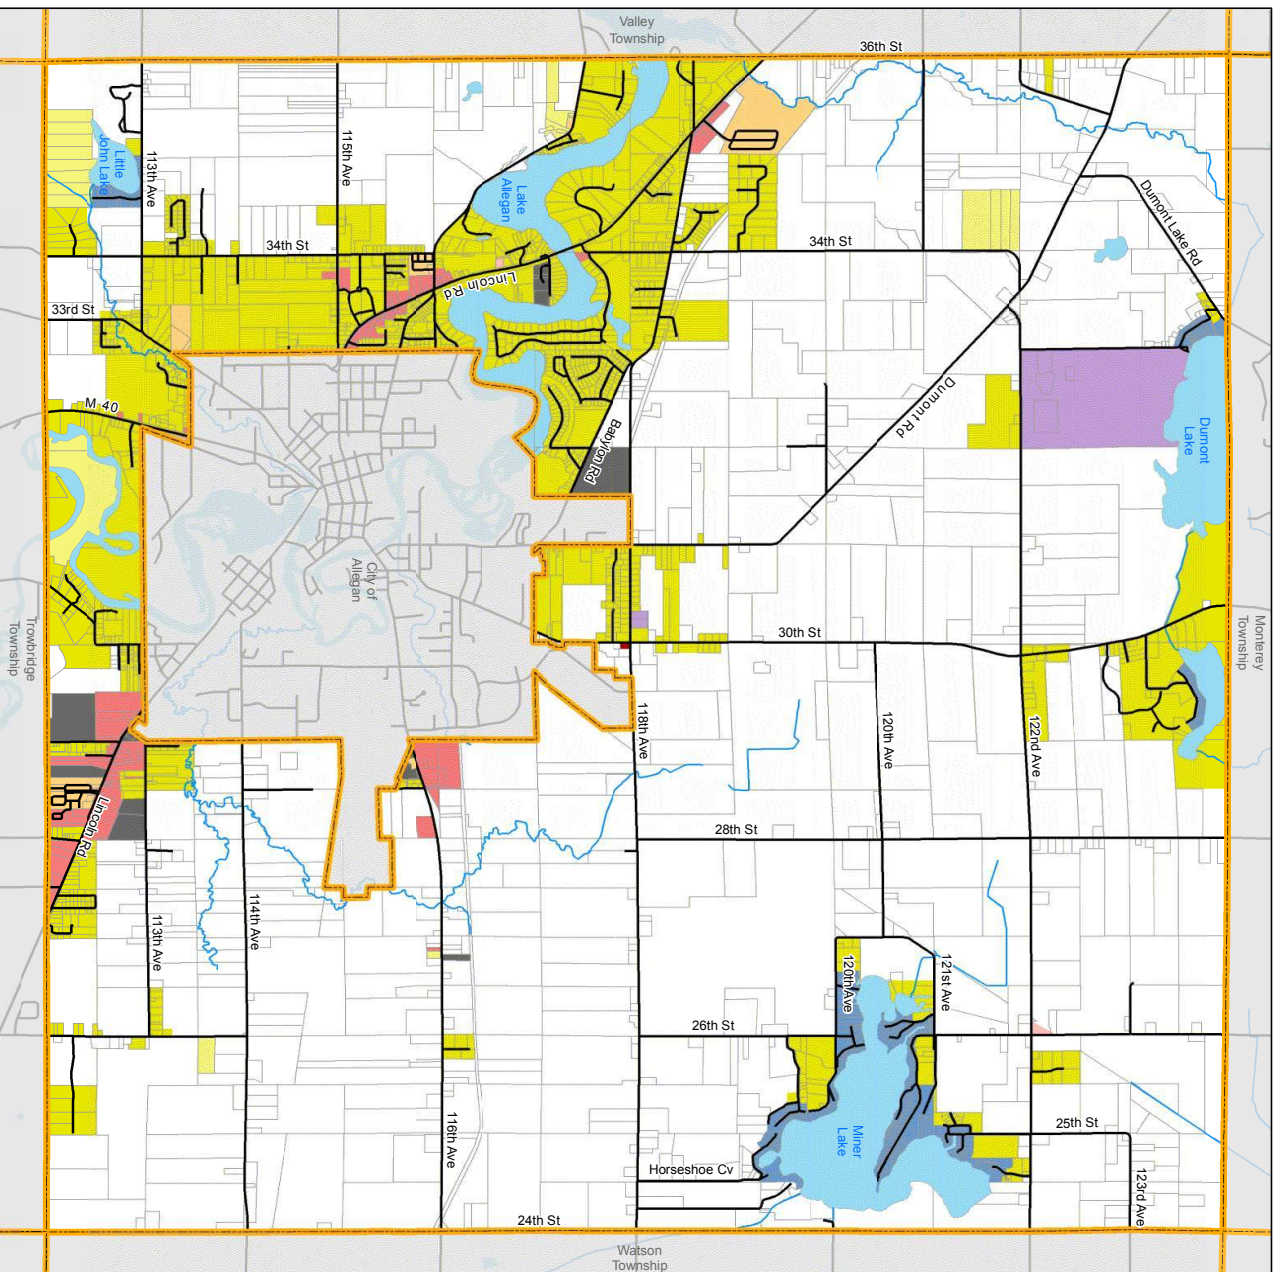 Valley
Township
36th St
Little
John Lake
113th Ave
115th Ave
Lake
Allegan
Dumont Lake Rd
34th St
34th St
Lincoln Rd
33rd St
M 40
Dumont Rd
Babylon Rd
Dumont
Lake
City of
Allegan
Trowbridge
Township
30th St
Monterey
Township
118th Ave
120th Ave
122nd Ave
Lincoln Rd
28th St
113th Ave
114th Ave
120th Ave
121st Ave
26th St
116th Ave
Miner
Lake
25th St
Horseshoe Cv
123rd Ave
24th St
Watson
Township